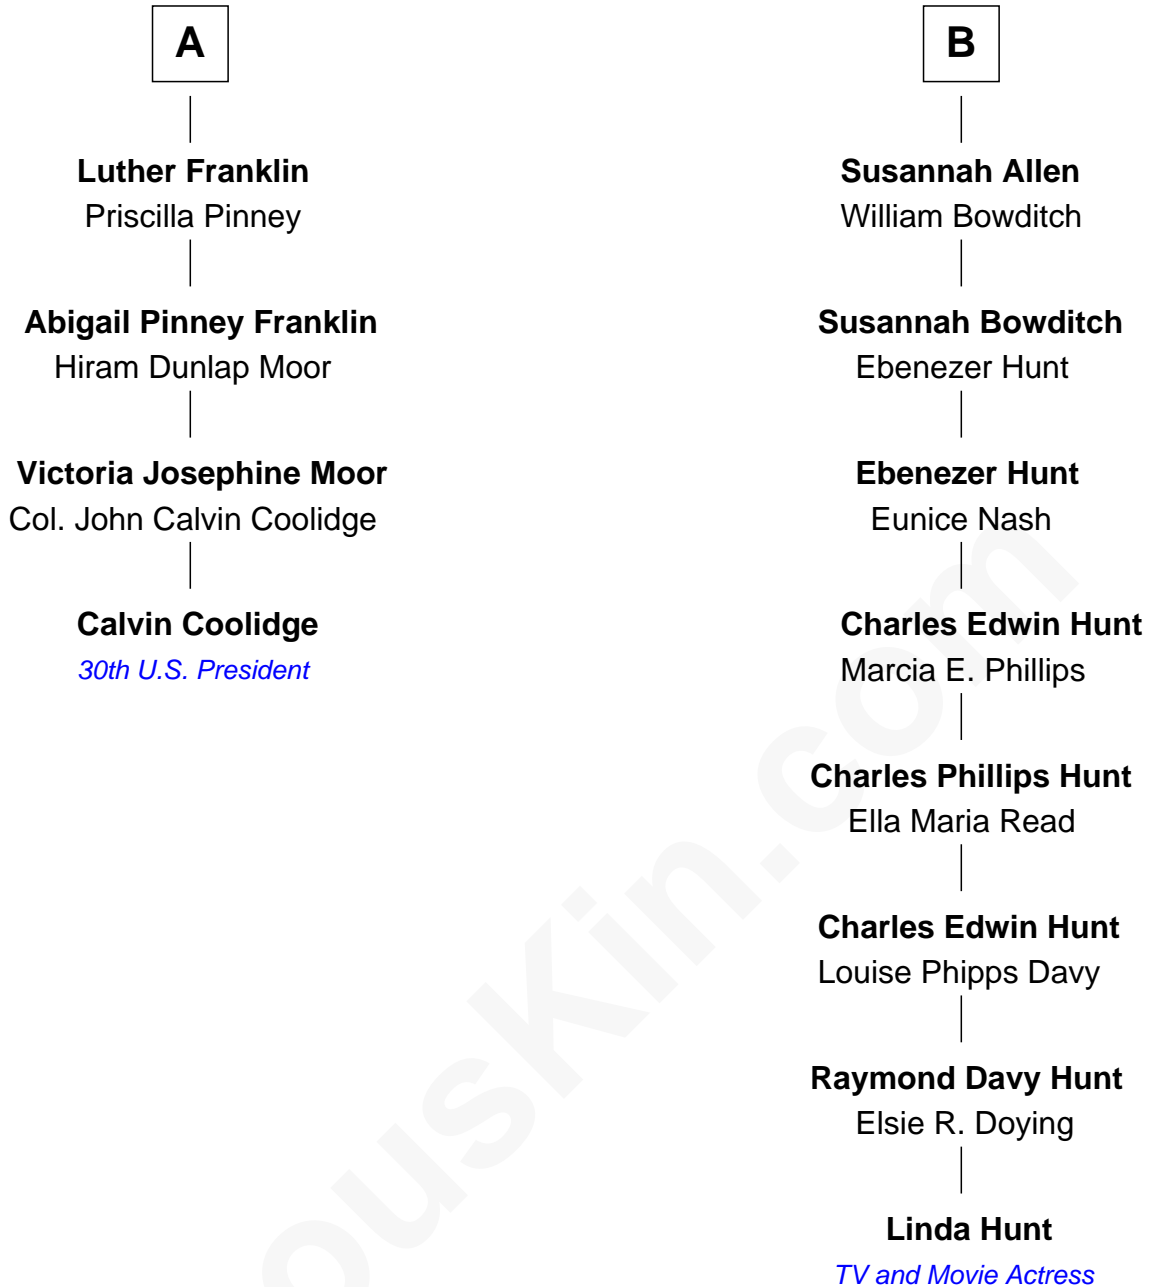 A
Luther Franklin
Priscilla Pinney
Abigail Pinney Franklin
Hiram Dunlap Moor
Victoria Josephine Moor
Col. John Calvin Coolidge
Calvin Coolidge
30th U.S. President
B
Susannah Allen
William Bowditch
Susannah Bowditch
Ebenezer Hunt
Ebenezer Hunt
Eunice Nash
Charles Edwin Hunt
Marcia E. Phillips
Charles Phillips Hunt
Ella Maria Read
Charles Edwin Hunt
Louise Phipps Davy
Raymond Davy Hunt
Elsie R. Doying
Linda Hunt
TV and Movie Actress
ousKin.com